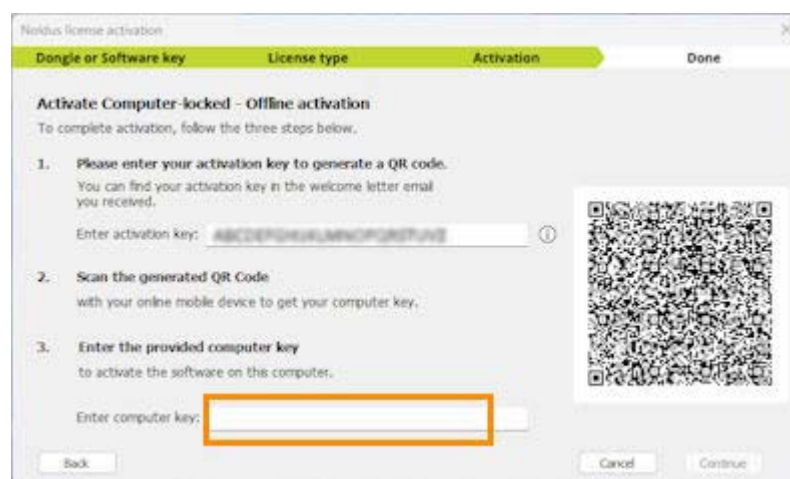 Noldus license activation
Dongle or Software key License type Activation Done
Activate Computer-locked - Offline activation
To complete activation, follow the three steps below.
1. Please enter your activation key to generate a QR code.
You can find your activation key in the welcome letter email
you received.
Enter activation key:
2. Scan the generated QR Code
with your online mobile device to get your computer key.
3. Enter the provided computer key
to activate the software on this computer.
Enter computer key:
Back Cancel Continue